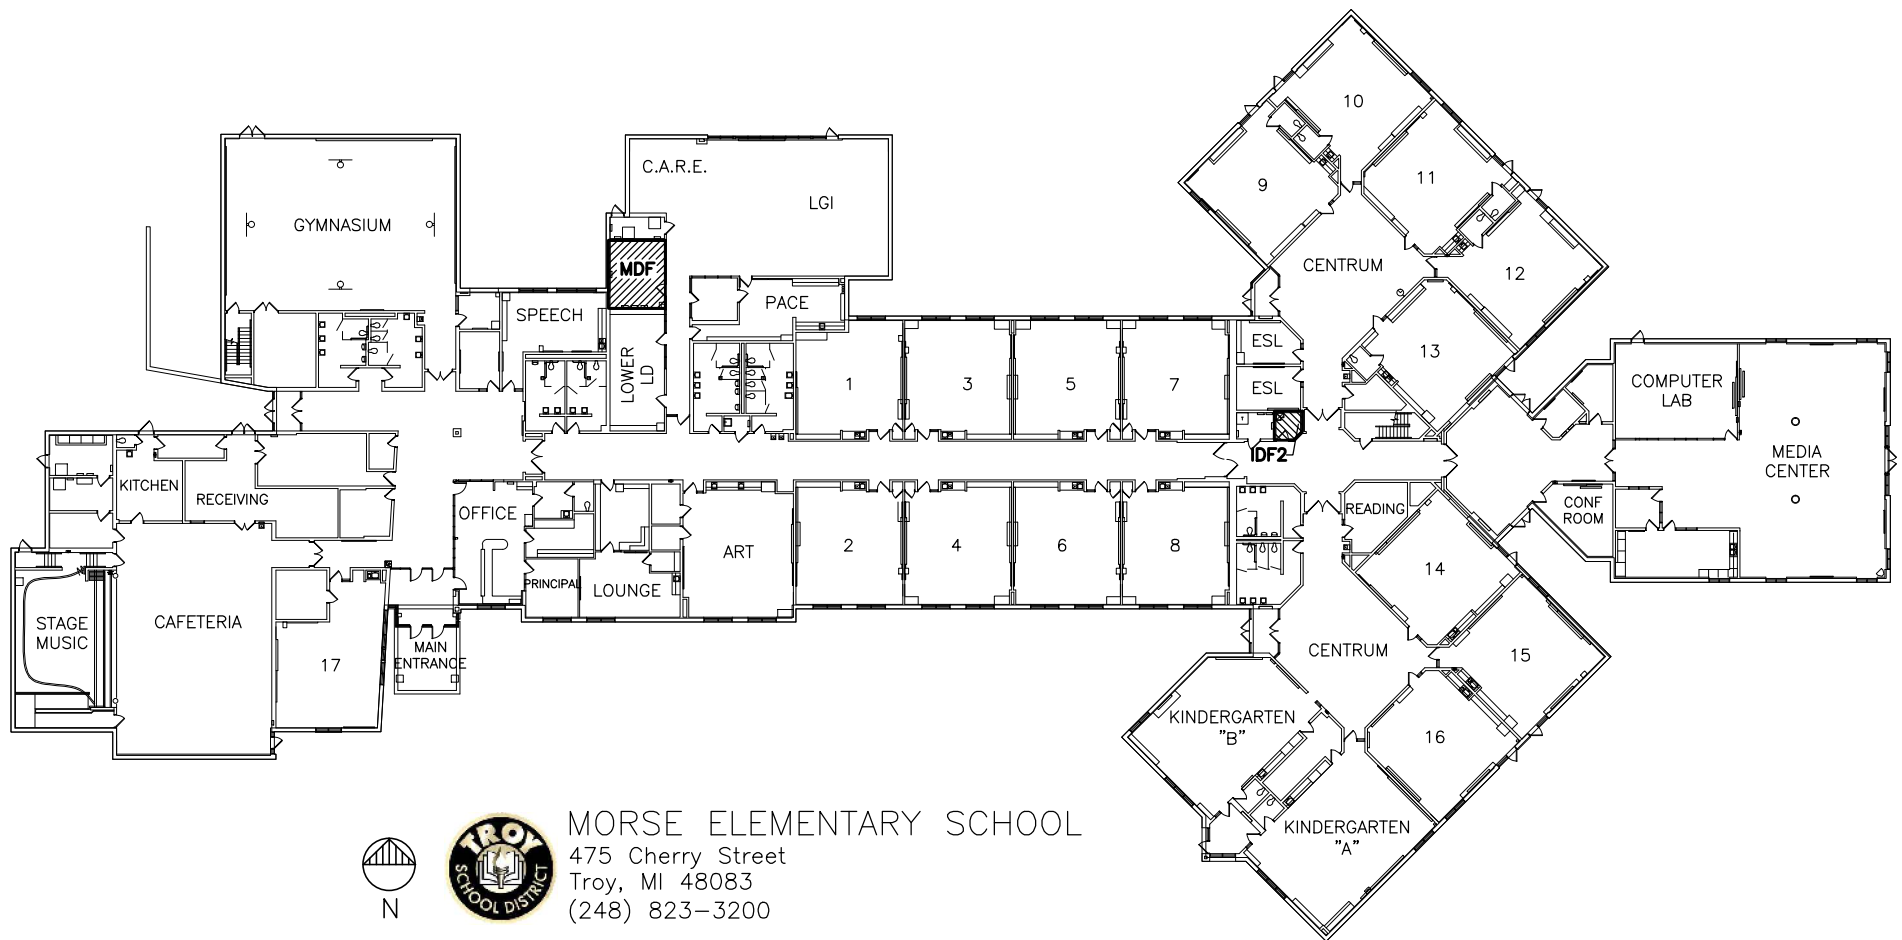 10
C.A.R.E.
9
11
LGI
GYMNASIUM
MDF
CENTRUM
12
PACE
SPEECH
ESL
13
LOWER
LD
1
3
5
7
ESL
COMPUTER
LAB
IDF2
MEDIA
CENTER
KITCHEN
RECEIVING
OFFICE
READING
CONF
ROOM
ART
2
4
6
8
14
PRINCIPAL
LOUNGE
STAGE
MUSIC
CAFETERIA
17
MAIN
ENTRANCE
CENTRUM
15
KINDERGARTEN
"B"
16
KINDERGARTEN
"A"
N
TROY
SCHOOL DISTRICT
MORSE ELEMENTARY SCHOOL
475 Cherry Street
Troy, MI 48083
(248) 823-3200